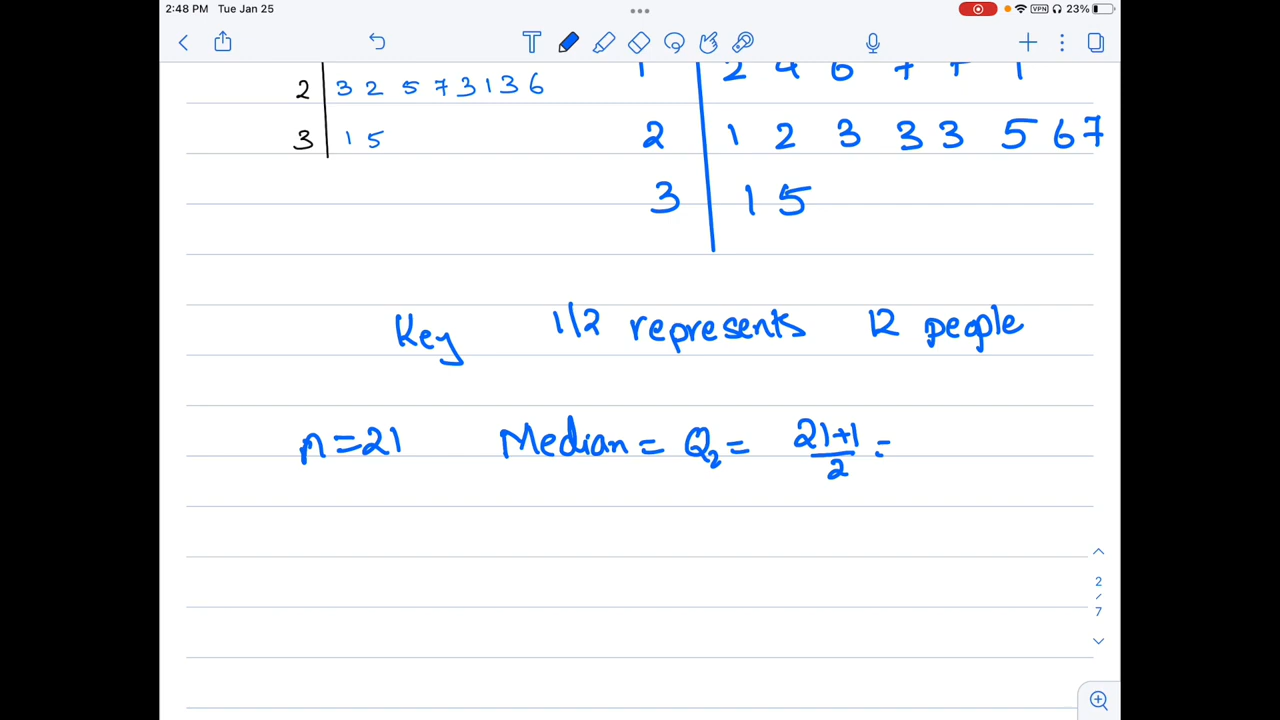 2:48 PM Tue Jan 25
VPN 23%
T
2 | 3 2 5 7 3 1 3 6
3 | 1 5
2 | 1 2 3 3 3 5 6 7
3 | 1 5
Key 1|2 represents 12 people
n = 21 Median = Q₂ = 21+1/2 =
2
/
7